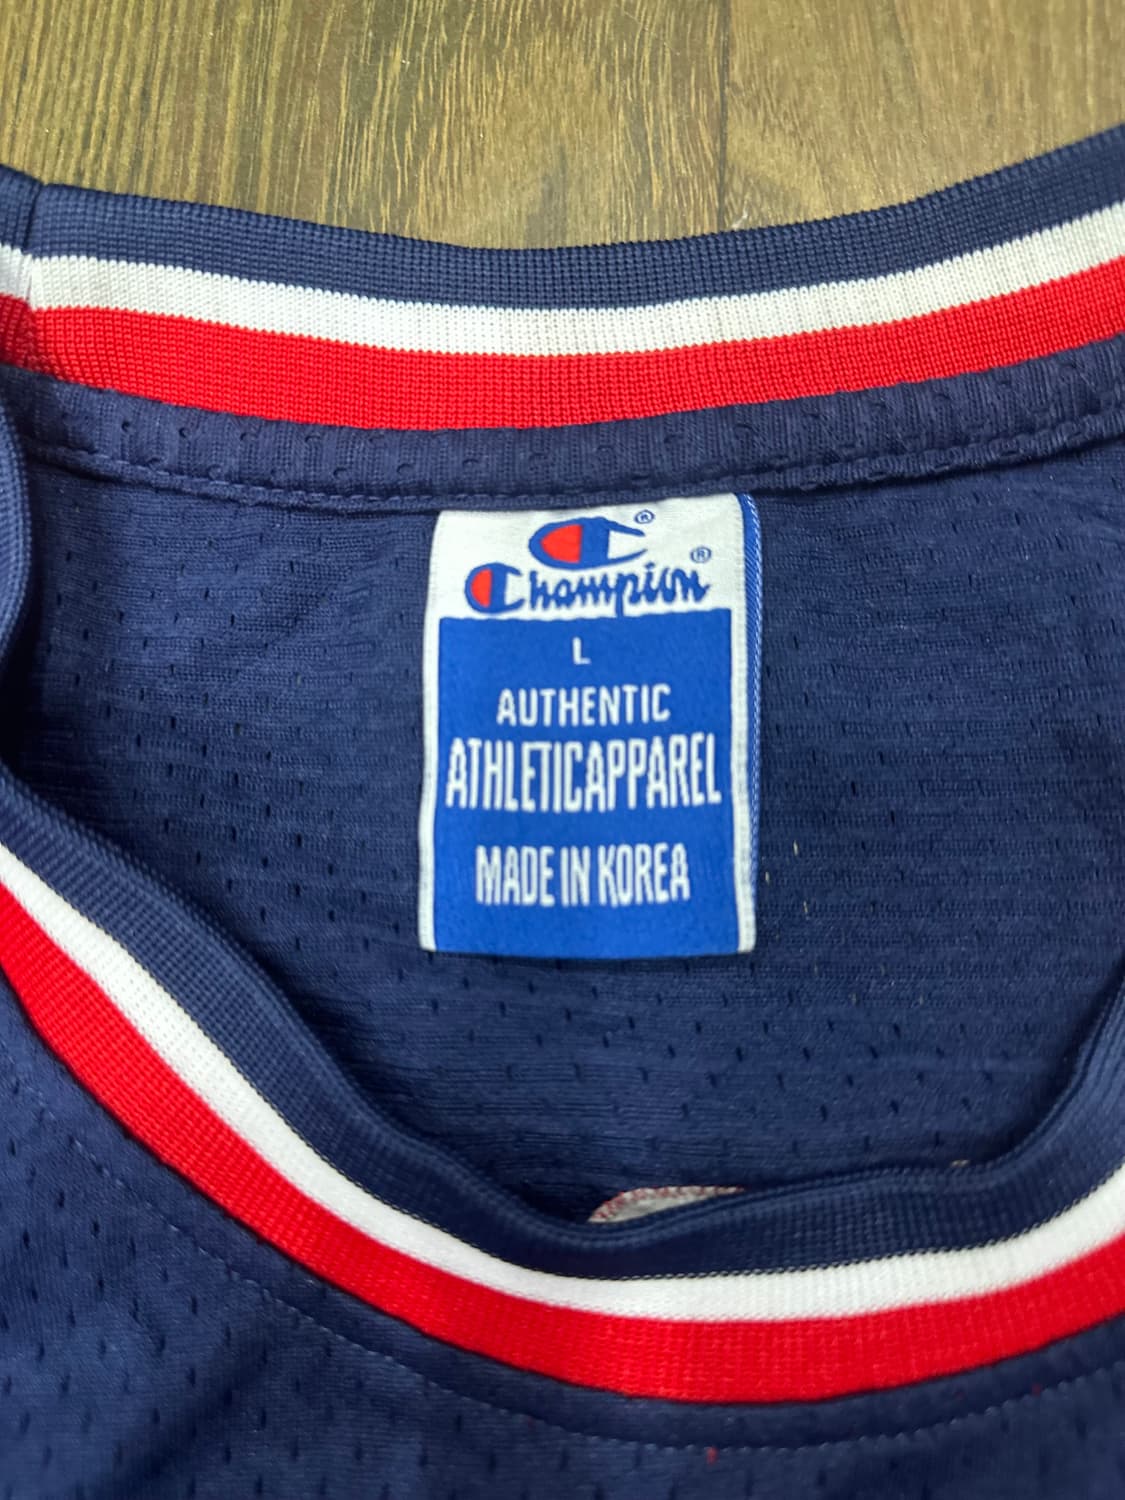 ®
Champion®
L
AUTHENTIC
ATHLETICAPPAREL
MADE IN KOREA